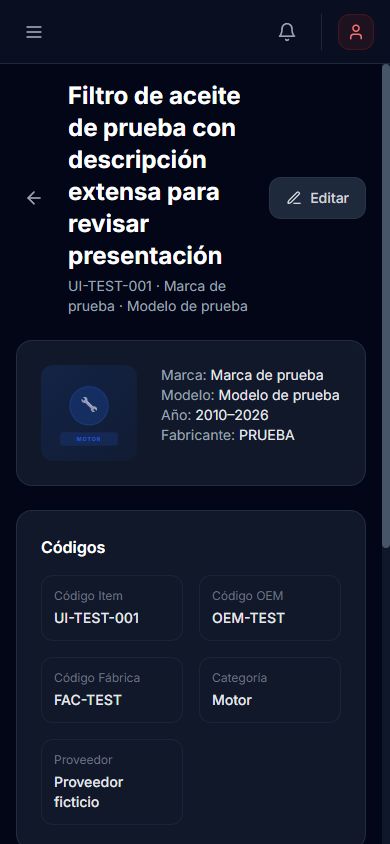 Filtro de aceite
de prueba con
descripción
extensa para
revisar
presentación
UI-TEST-001 · Marca de
prueba · Modelo de prueba
Editar
MOTOR
Marca: Marca de prueba
Modelo: Modelo de prueba
Año: 2010–2026
Fabricante: PRUEBA
Códigos
Código Item
UI-TEST-001
Código OEM
OEM-TEST
Código Fábrica
FAC-TEST
Categoría
Motor
Proveedor
Proveedor
ficticio